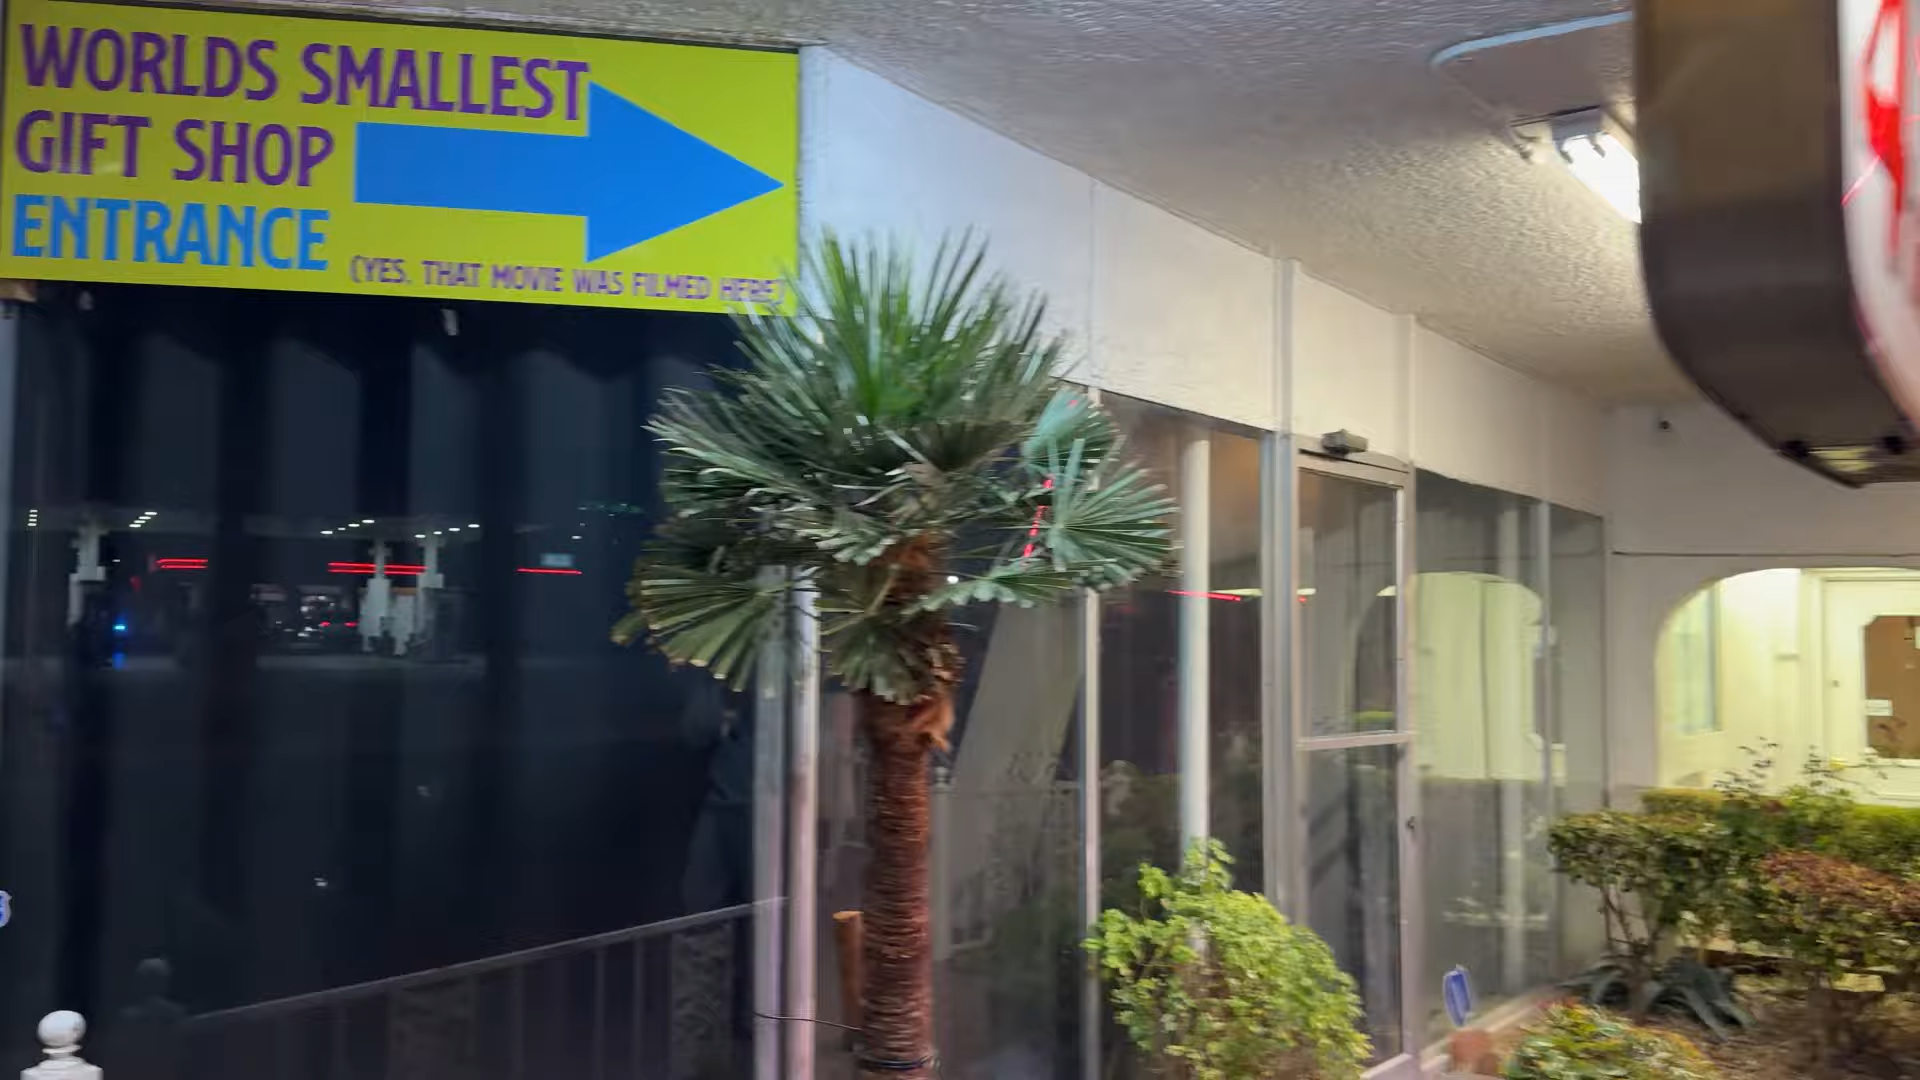 WORLDS SMALLEST
GIFT SHOP
ENTRANCE
(YES, THAT MOVIE WAS FILMED HERE)